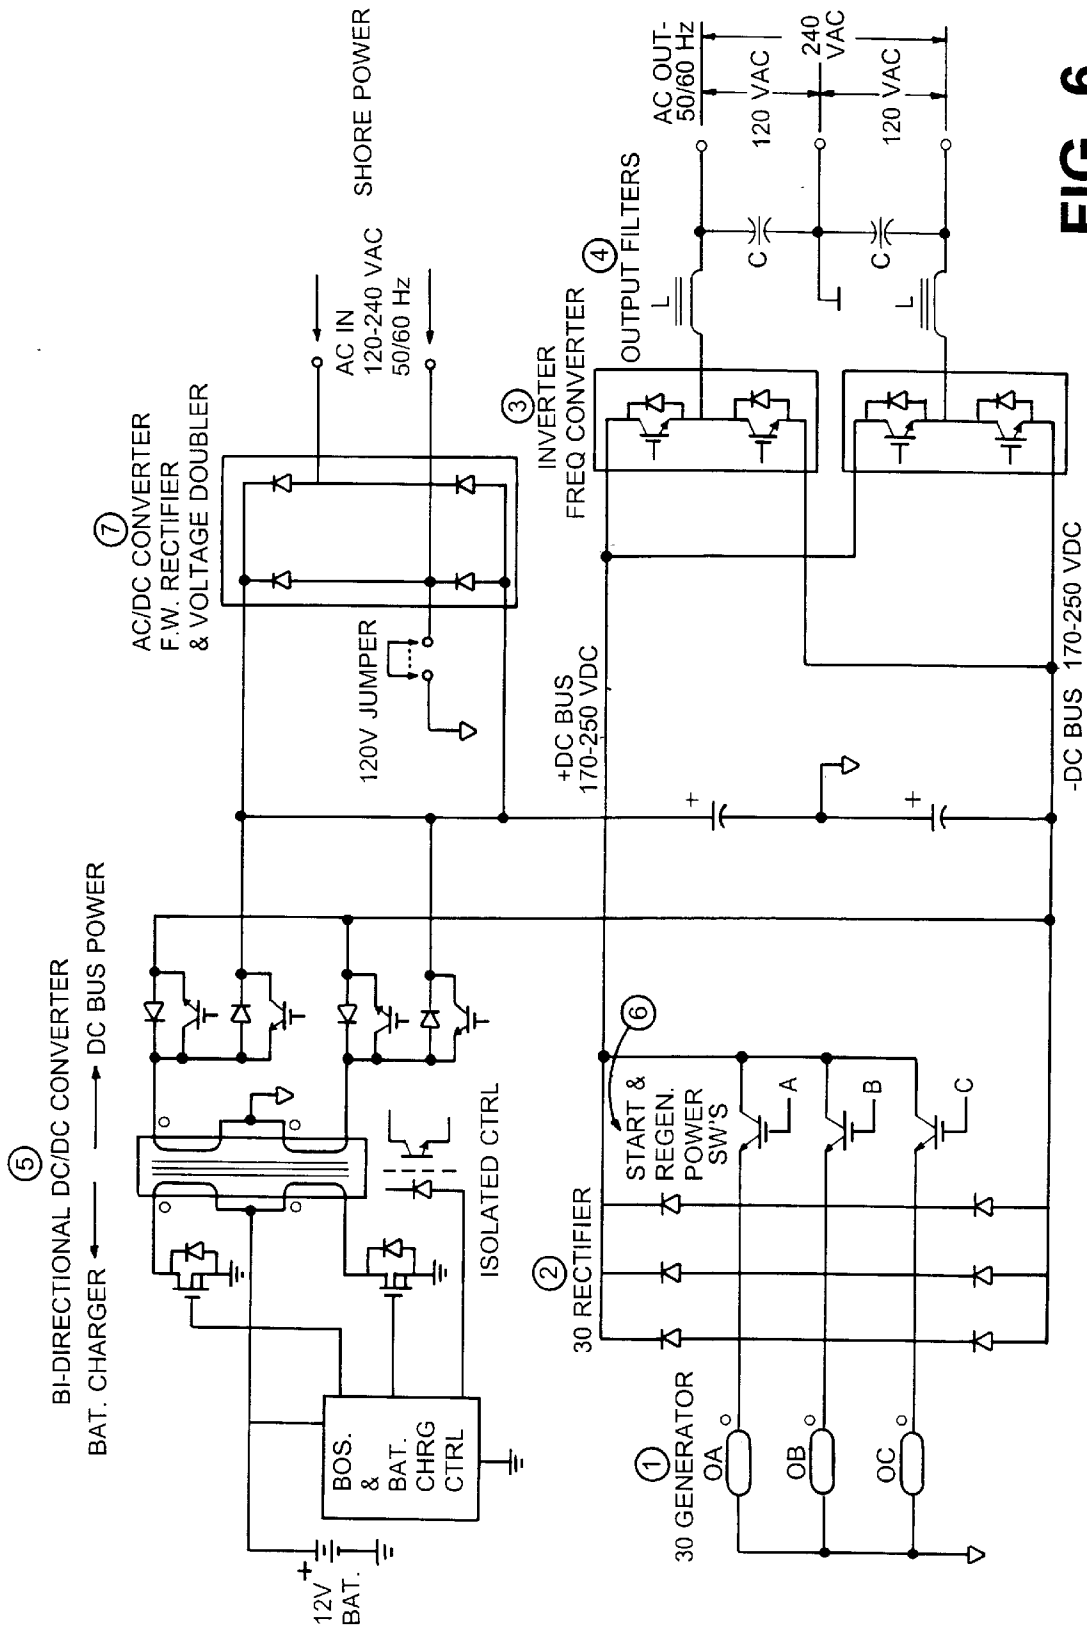 ⑤
BI-DIRECTIONAL DC/DC CONVERTER
BAT. CHARGER
DC BUS POWER
12V
BAT.
+
BOS.
&
BAT.
CHRG
CTRL
ISOLATED CTRL
⑦
AC/DC CONVERTER
F.W. RECTIFIER
& VOLTAGE DOUBLER
120V JUMPER
AC IN
120-240 VAC
50/60 Hz
SHORE POWER
①
30 GENERATOR
OA
OB
OC
②
30 RECTIFIER
⑥
START &
REGEN.
POWER
SW'S
A
B
C
+
+
+DC BUS
170-250 VDC
-DC BUS 170-250 VDC
③
INVERTER
FREQ CONVERTER
④
OUTPUT FILTERS
L
L
C
C
AC OUT-
50/60 Hz
120 VAC
120 VAC
240
VAC
FIG. 6